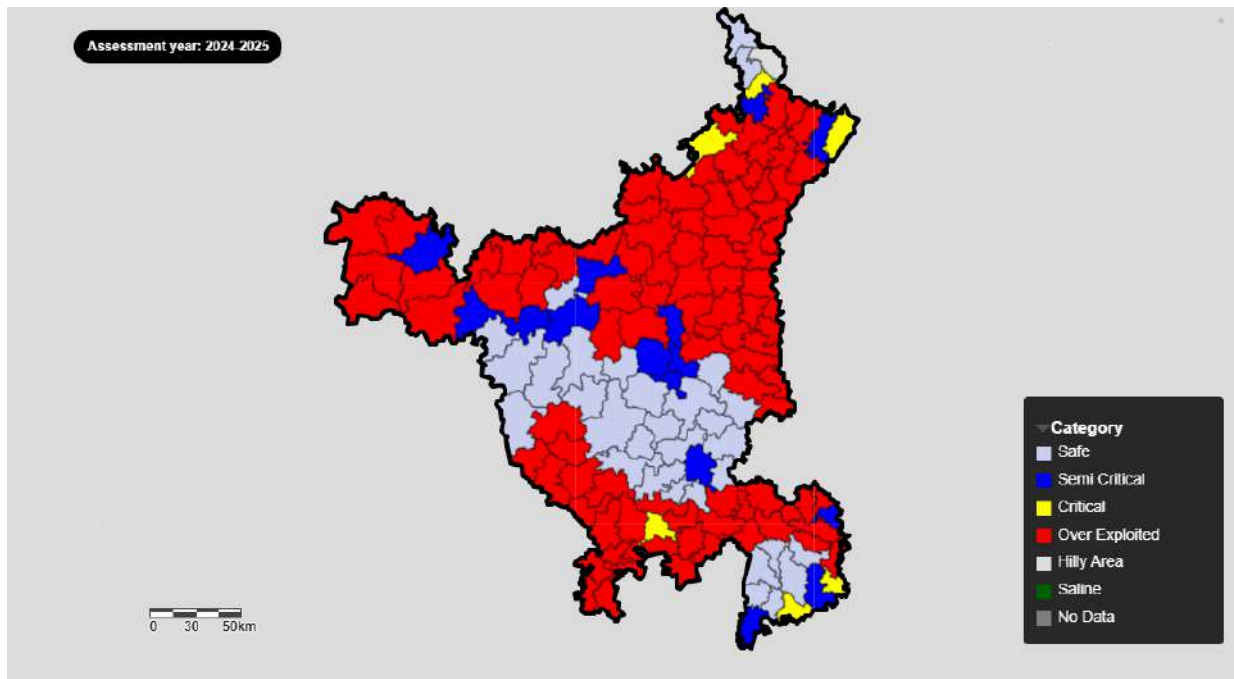 Assessment year: 2024-2025
Category
Safe
Semi Critical
Critical
Over Exploited
Hilly Area
Saline
No Data
0 30 50km